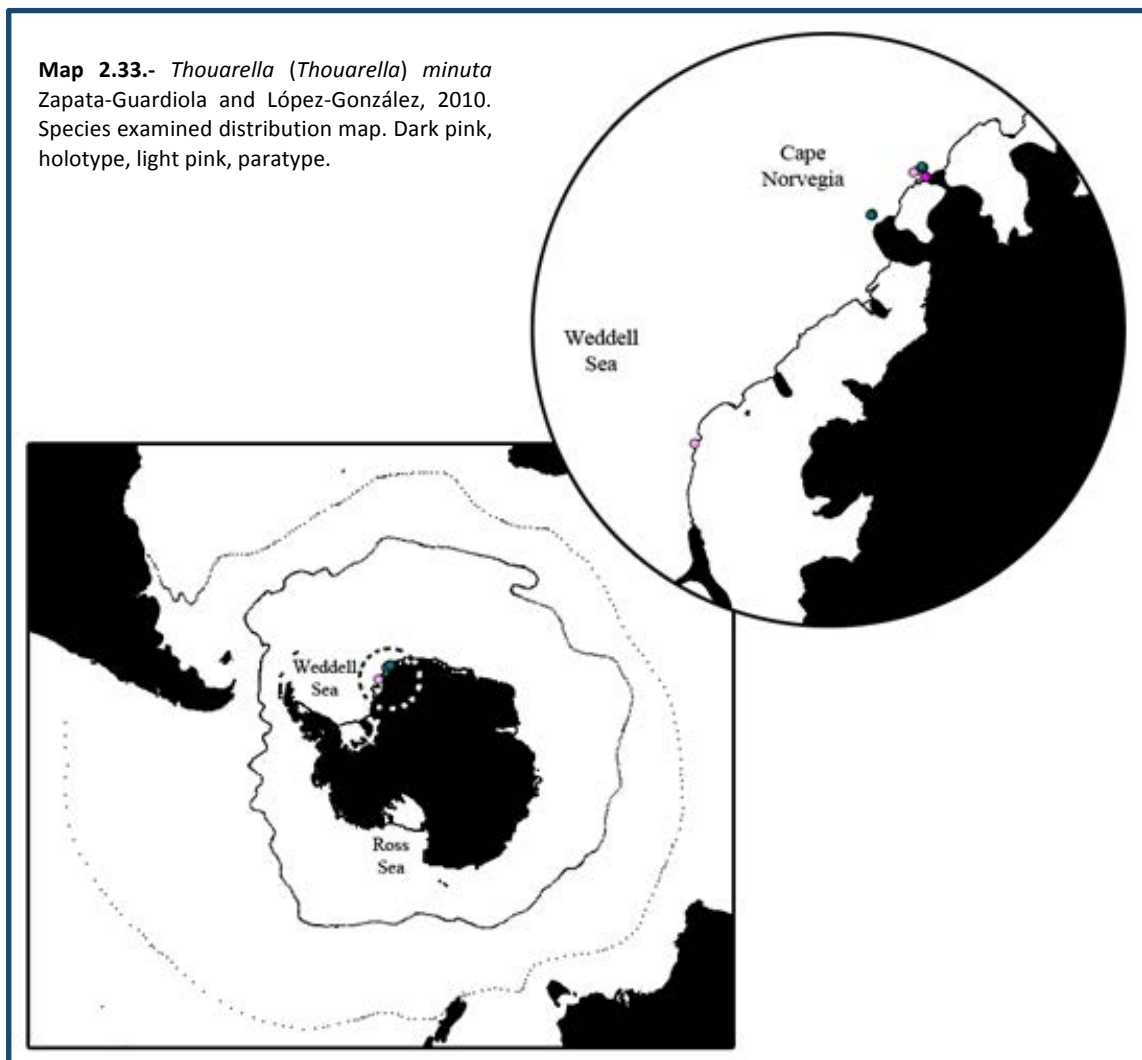 Map 2.33.- Thouarella (Thouarella) minuta
Zapata-Guardiola and López-González, 2010.
Species examined distribution map. Dark pink,
holotype, light pink, paratype.
Cape
Norvegia
Weddell
Sea
Weddell
Sea
Ross
Sea